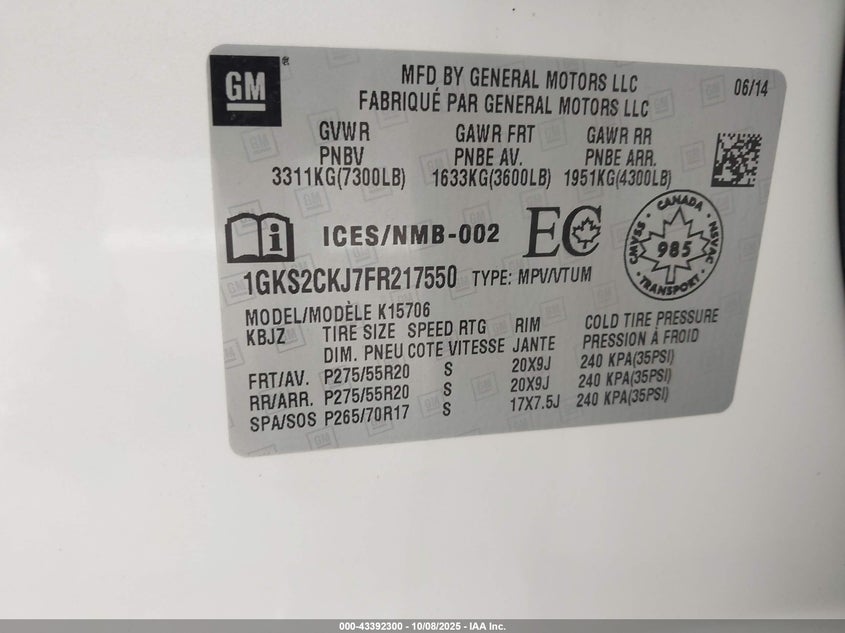 GM®
MFD BY GENERAL MOTORS LLC
FABRIQUÉ PAR GENERAL MOTORS LLC
06/14
GVWR GAWR FRT GAWR RR
PNBV PNBE AV. PNBE ARR.
3311KG(7300LB) 1633KG(3600LB) 1951KG(4300LB)
i ICES/NMB-002 EC
CANADA
CMVSS 985 NSVAC
TRANSPORT
1GKS2CKJ7FR217550 TYPE: MPV/VTUM
MODEL/MODÈLE K15706
KBJZ TIRE SIZE SPEED RTG RIM COLD TIRE PRESSURE
DIM. PNEU COTE VITESSE JANTE PRESSION À FROID
FRT/AV. P275/55R20 S 20X9J 240 KPA(35PSI)
RR/ARR. P275/55R20 S 20X9J 240 KPA(35PSI)
SPA/SOS P265/70R17 S 17X7.5J 240 KPA(35PSI)
000-43392300 - 10/08/2025 - IAA Inc.